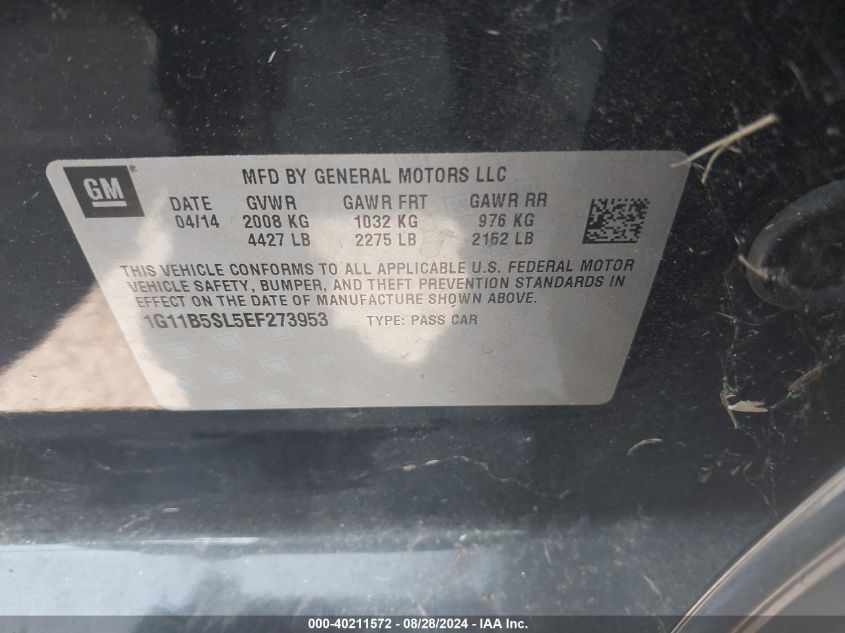 GM ®
MFD BY GENERAL MOTORS LLC
DATE GVWR GAWR FRT GAWR RR
04/14 2008 KG 1032 KG 976 KG
4427 LB 2275 LB 2152 LB
THIS VEHICLE CONFORMS TO ALL APPLICABLE U.S. FEDERAL MOTOR
VEHICLE SAFETY, BUMPER, AND THEFT PREVENTION STANDARDS IN
EFFECT ON THE DATE OF MANUFACTURE SHOWN ABOVE.
1G11B5SL5EF273953 TYPE: PASS CAR
000-40211572 - 08/28/2024 - IAA Inc.